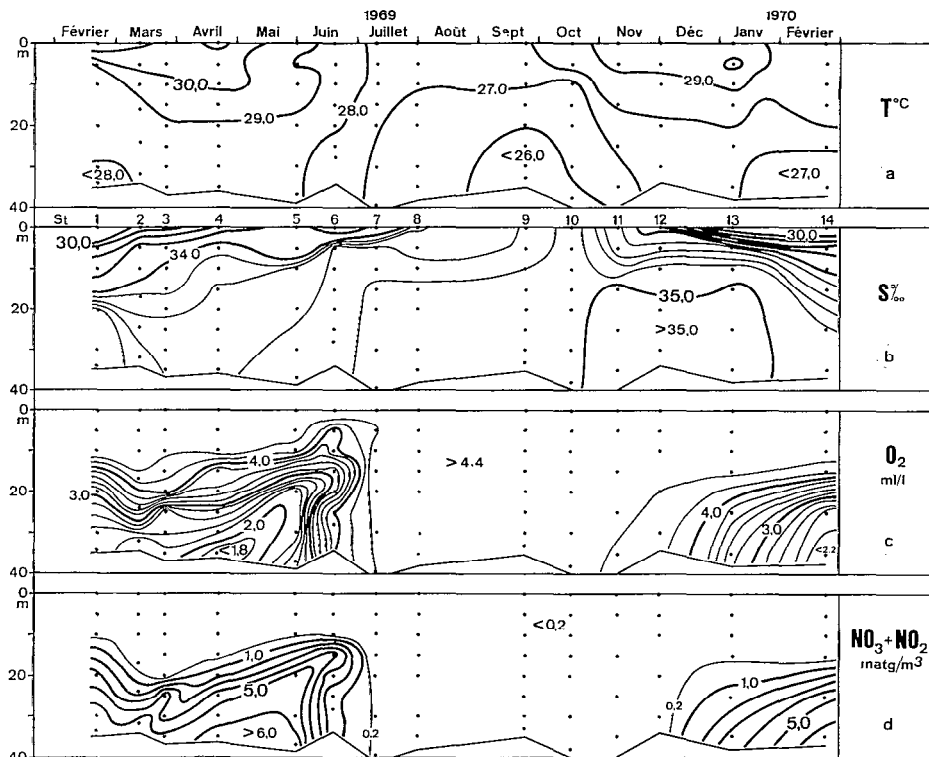 1969 1970
Février Mars Avril Mai Juin Juillet Août Sept Oct Nov Déc Janv Février
0
m
20
40
30,0
29,0
28,0
27,0
29,0
<28,0
<26,0
<27,0
T°C
a
St 1 2 3 4 5 6 7 8 9 10 11 12 13 14
0
m
20
40
30,0
34,0
35,0
>35,0
30,0
S‰
b
0
m
20
40
3,0
4,0
2,0
<1,8
>4.4
4,0
3,0
<2,2
O2
ml/l
c
0
m
20
40
1,0
5,0
>6,0
0,2
<0,2
0,2
1,0
5,0
NO3+NO2
matg/m3
d